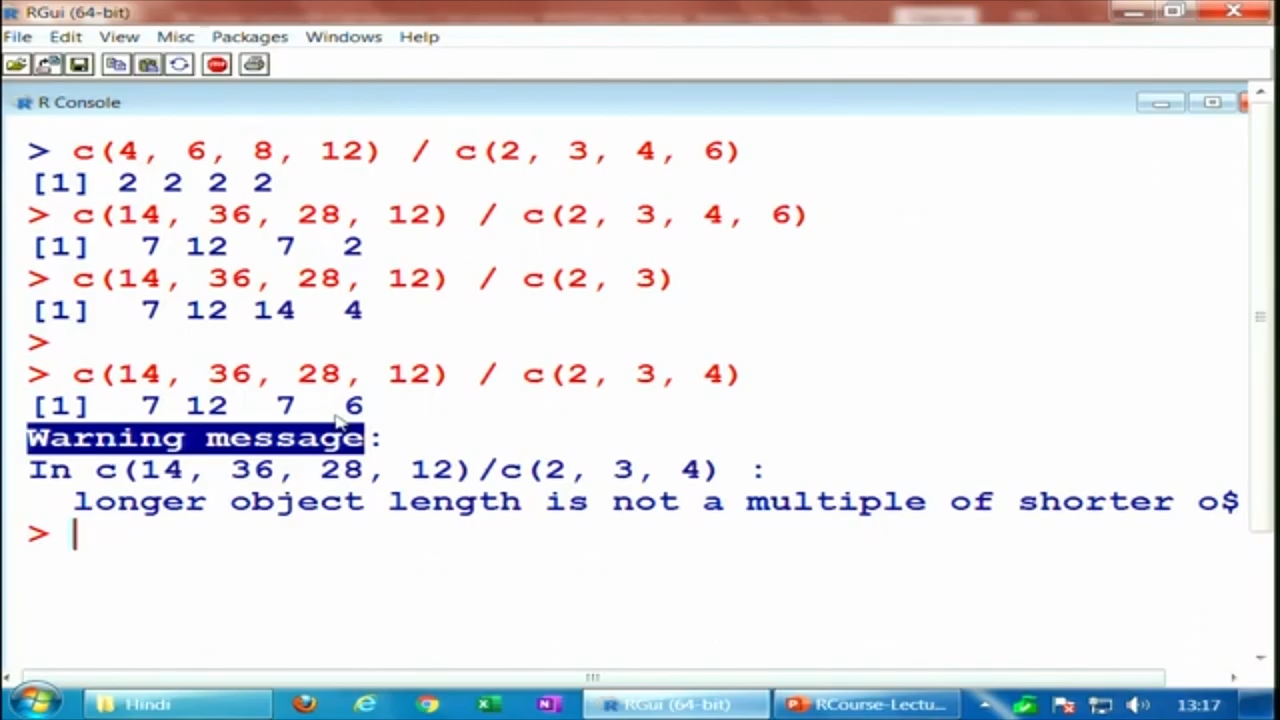 RGui (64-bit)
File Edit View Misc Packages Windows Help
STOP
R Console
> c(4, 6, 8, 12) / c(2, 3, 4, 6)
[1] 2 2 2 2
> c(14, 36, 28, 12) / c(2, 3, 4, 6)
[1] 7 12 7 2
> c(14, 36, 28, 12) / c(2, 3)
[1] 7 12 14 4
>
> c(14, 36, 28, 12) / c(2, 3, 4)
[1] 7 12 7 6
Warning message:
In c(14, 36, 28, 12)/c(2, 3, 4) :
longer object length is not a multiple of shorter o$
>
Hindi
RGui (64-bit)
RCourse-Lectu...
13:17